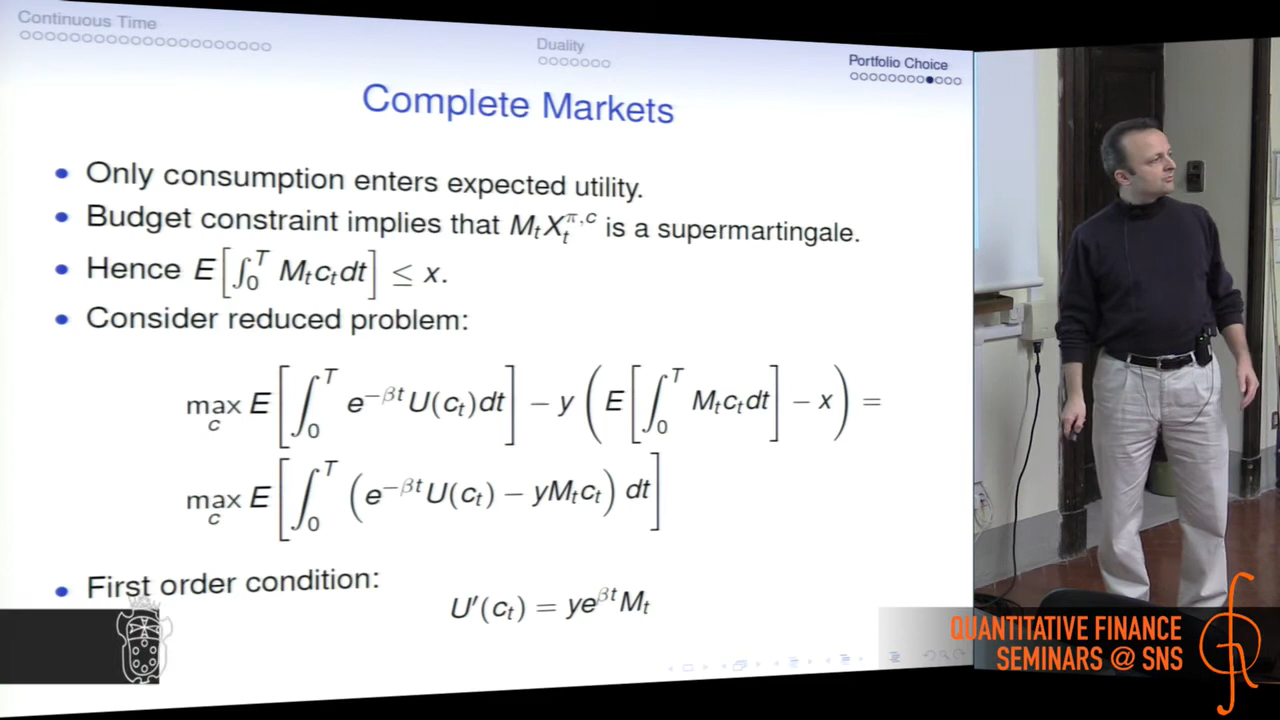 Continuous Time
Duality
Portfolio Choice
Complete Markets
• Only consumption enters expected utility.
• Budget constraint implies that M_t X_t^{π,c} is a supermartingale.
• Hence E[∫_0^T M_t c_t dt] ≤ x.
• Consider reduced problem:
max_c E[∫_0^T e^{-βt} U(c_t)dt] − y (E[∫_0^T M_t c_t dt] − x) =
max_c E[∫_0^T (e^{-βt} U(c_t) − yM_t c_t) dt]
• First order condition:
U′(c_t) = ye^{βt} M_t
QUANTITATIVE FINANCE
SEMINARS @ SNS